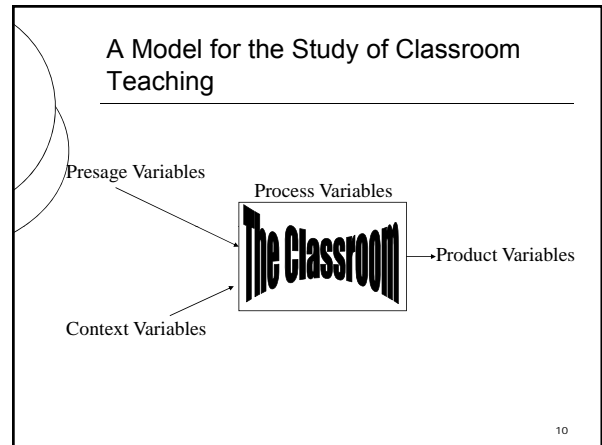 A Model for the Study of Classroom
Teaching
Presage Variables
Process Variables
The Classroom
Product Variables
Context Variables
10